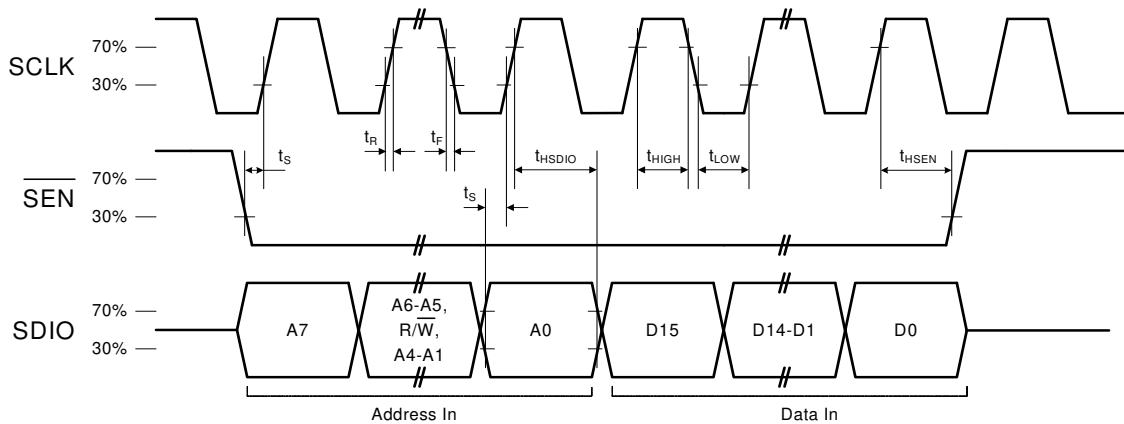 SCLK
70%
30%
tR
tF
tS
tHSDIO
tHIGH
tLOW
tHSEN
SEN
70%
30%
tS
SDIO
70%
30%
A7
A6-A5,
R/W,
A4-A1
A0
D15
D14-D1
D0
Address In
Data In